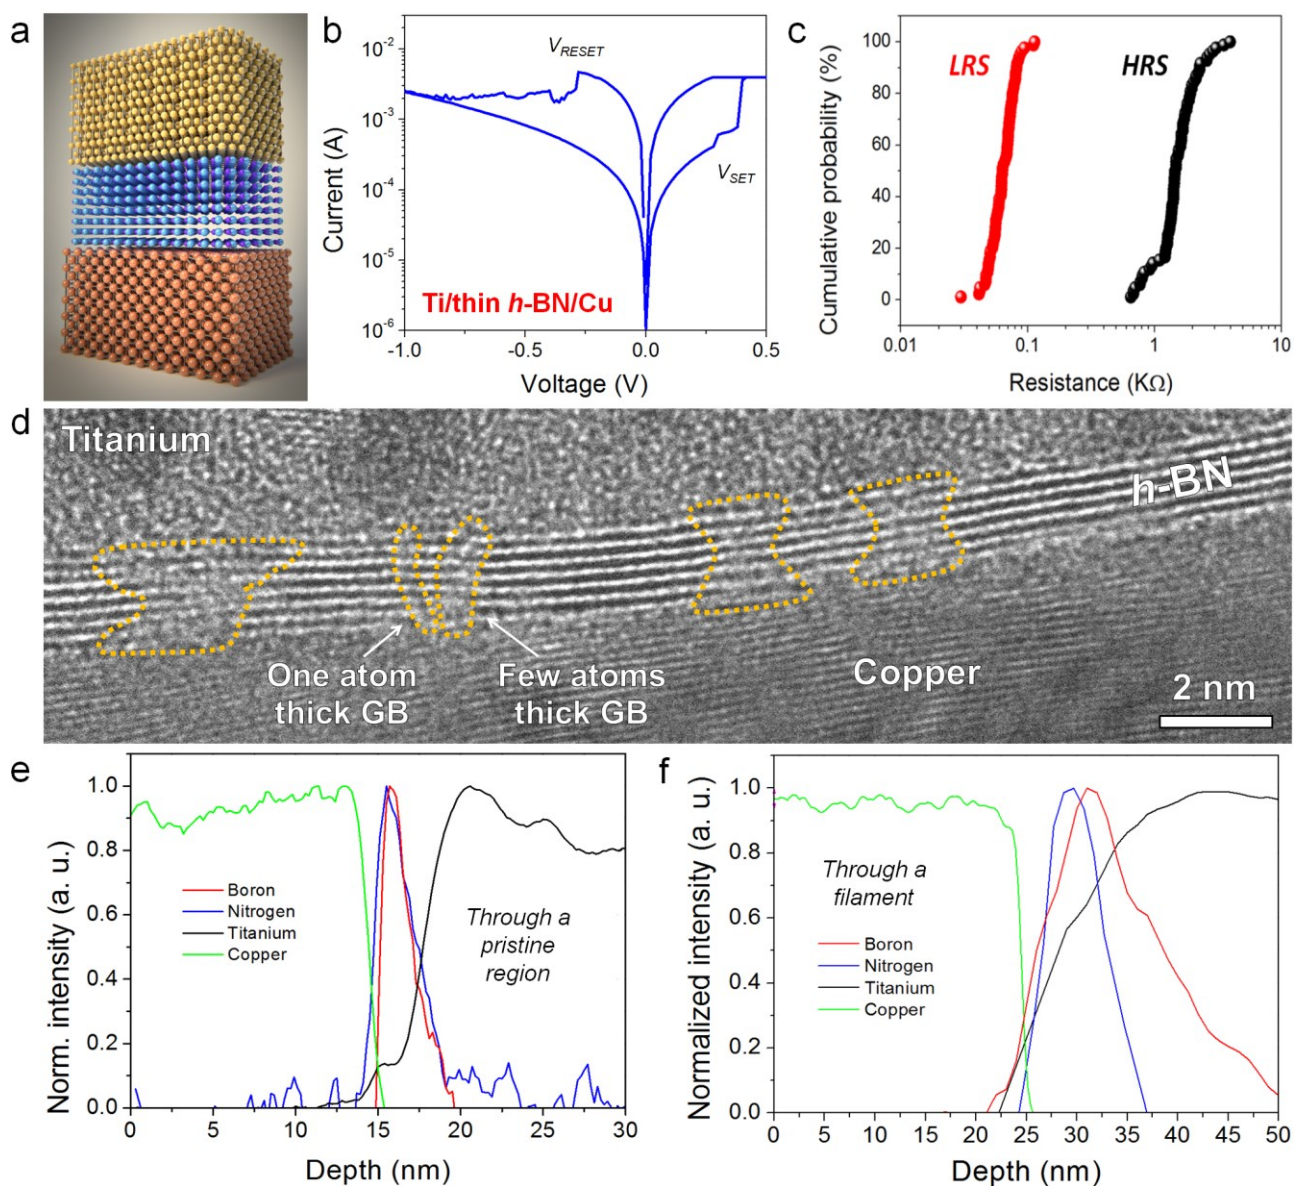 a
b
10⁻²
10⁻³
10⁻⁴
10⁻⁵
10⁻⁶
Current (A)
V_RESET
V_SET
Ti/thin h-BN/Cu
-1.0 -0.5 0.0 0.5
Voltage (V)
c
Cumulative probability (%)
100
80
60
40
20
0
LRS HRS
0.01 0.1 1 10
Resistance (KΩ)
d
Titanium
h-BN
One atom
thick GB
Few atoms
thick GB
Copper
2 nm
e
Norm. intensity (a. u.)
1.0
0.8
0.6
0.4
0.2
0.0
Boron
Nitrogen
Titanium
Copper
Through a
pristine
region
0 5 10 15 20 25 30
Depth (nm)
f
Normalized intensity (a. u.)
1.0
0.8
0.6
0.4
0.2
0.0
Through a
filament
Boron
Nitrogen
Titanium
Copper
0 5 10 15 20 25 30 35 40 45 50
Depth (nm)